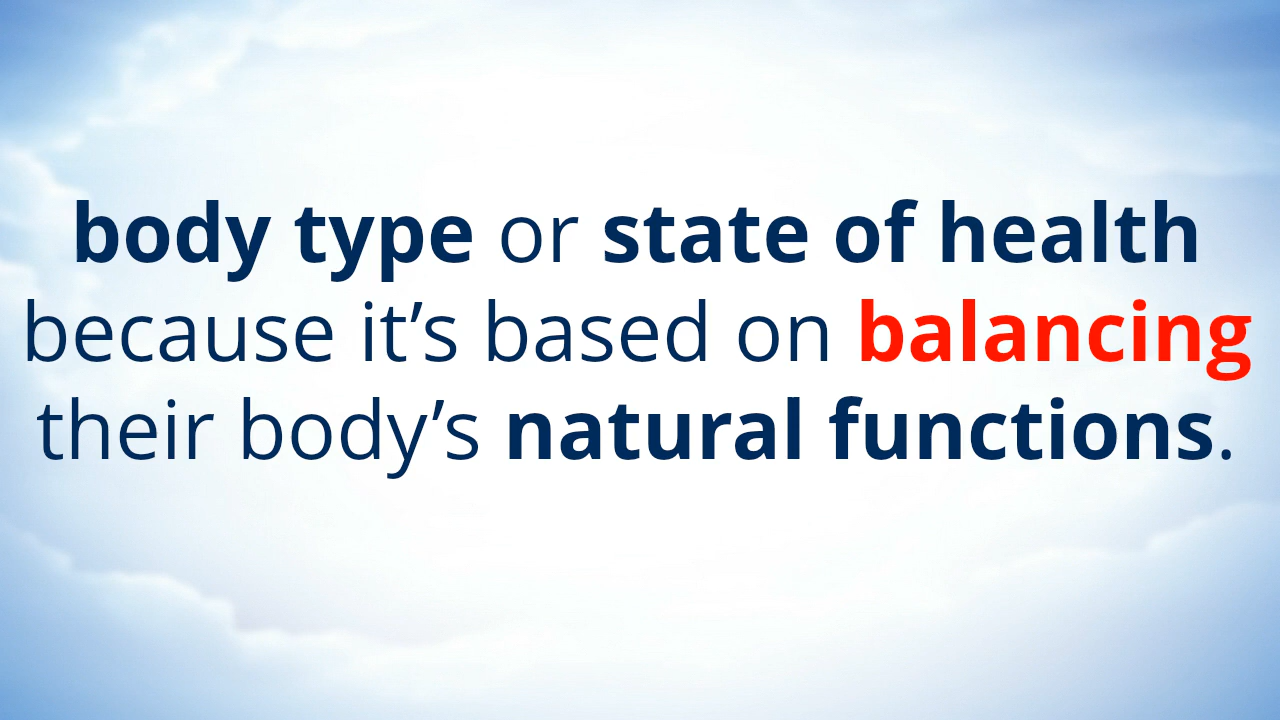 body type or state of health
because it’s based on balancing
their body’s natural functions.